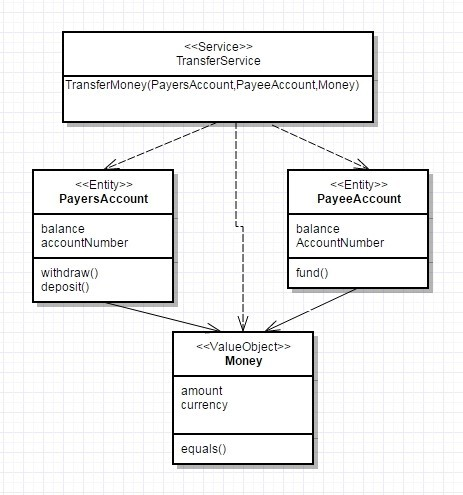 <<Service>>
TransferService
TransferMoney(PayersAccount,PayeeAccount,Money)
<<Entity>>
PayersAccount
balance
accountNumber
withdraw()
deposit()
<<Entity>>
PayeeAccount
balance
AccountNumber
fund()
<<ValueObject>>
Money
amount
currency
equals()